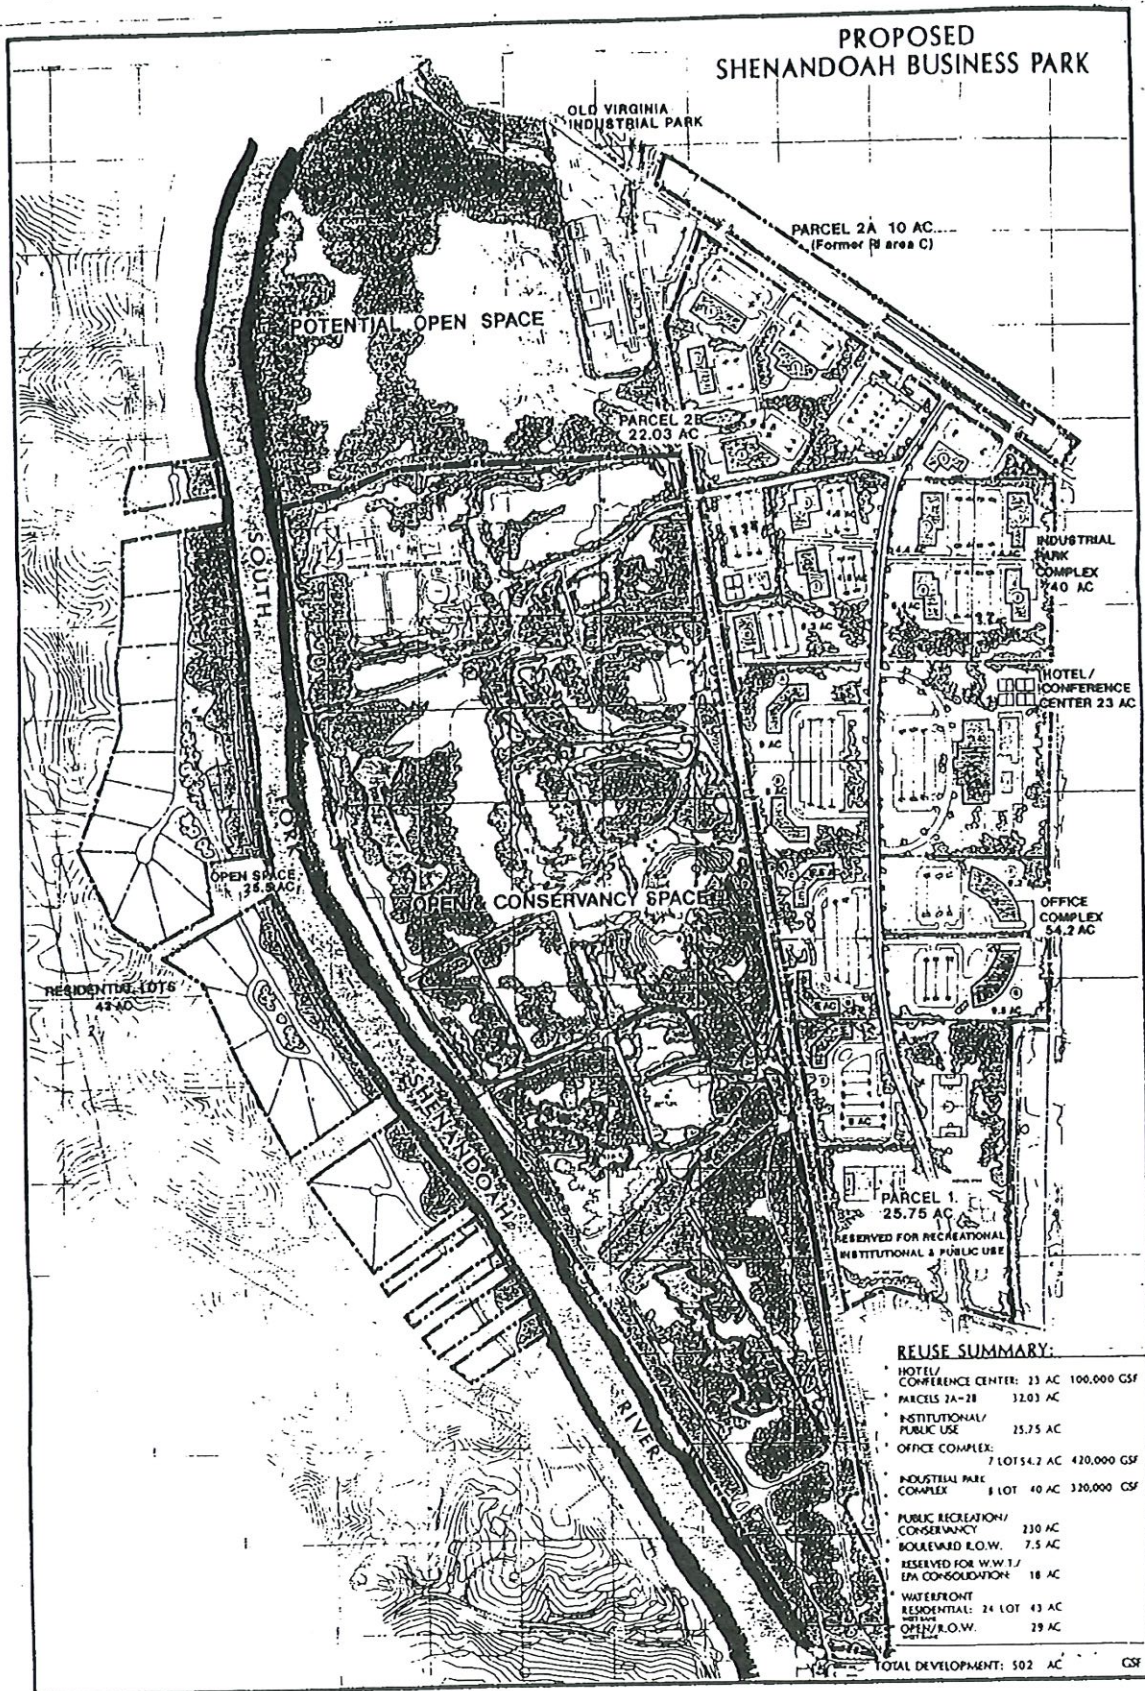 PROPOSED
SHENANDOAH BUSINESS PARK
OLD VIRGINIA
INDUSTRIAL PARK
PARCEL 2A 10 AC.
(Former RI area C)
POTENTIAL OPEN SPACE
PARCEL 2B
22.03 AC
INDUSTRIAL
PARK
COMPLEX
40 AC
HOTEL/
CONFERENCE
CENTER 23 AC
SOUTH
FORK
SHENANDOAH
RIVER
OPEN SPACE
OPEN & CONSERVANCY SPACE
OFFICE
COMPLEX
54.2 AC
RESIDENTIAL LOTS
43 AC
8 AC
PARCEL 1
25.75 AC
RESERVED FOR RECREATIONAL
INSTITUTIONAL & PUBLIC USE
REUSE SUMMARY:
HOTEL/
CONFERENCE CENTER: 23 AC 100,000 GSF
PARCELS 2A-2B 32.03 AC
INSTITUTIONAL/
PUBLIC USE 25.75 AC
OFFICE COMPLEX:
7 LOT 54.2 AC 420,000 GSF
INDUSTRIAL PARK
COMPLEX 8 LOT 40 AC 320,000 GSF
PUBLIC RECREATION/
CONSERVANCY 230 AC
BOULEVARD R.O.W. 7.5 AC
RESERVED FOR W.W.T./
EPA CONSOLIDATION: 18 AC
WATERFRONT
RESIDENTIAL: 24 LOT 43 AC
WEST BANK
OPEN/R.O.W. 29 AC
WEST BANK
TOTAL DEVELOPMENT: 502 AC GSF